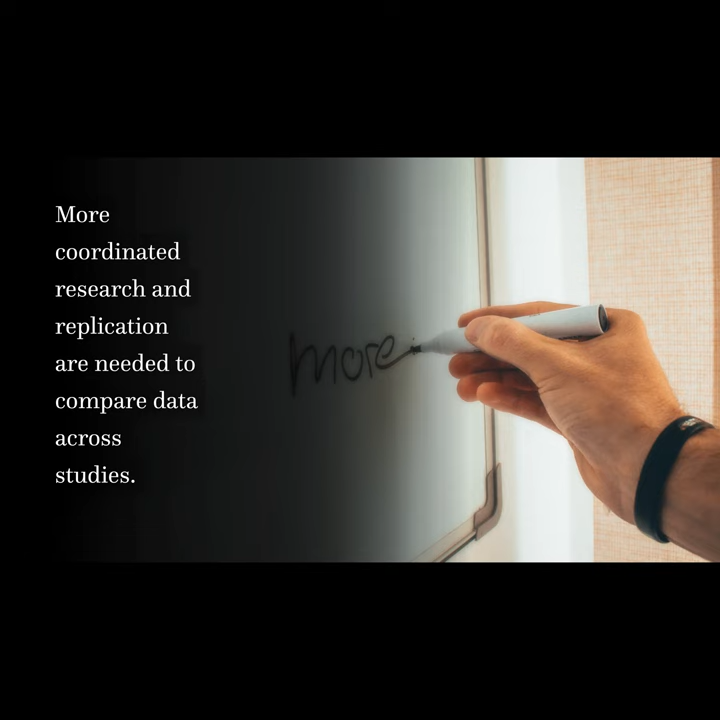 More
coordinated
research and
replication
are needed to
compare data
across
studies.
more